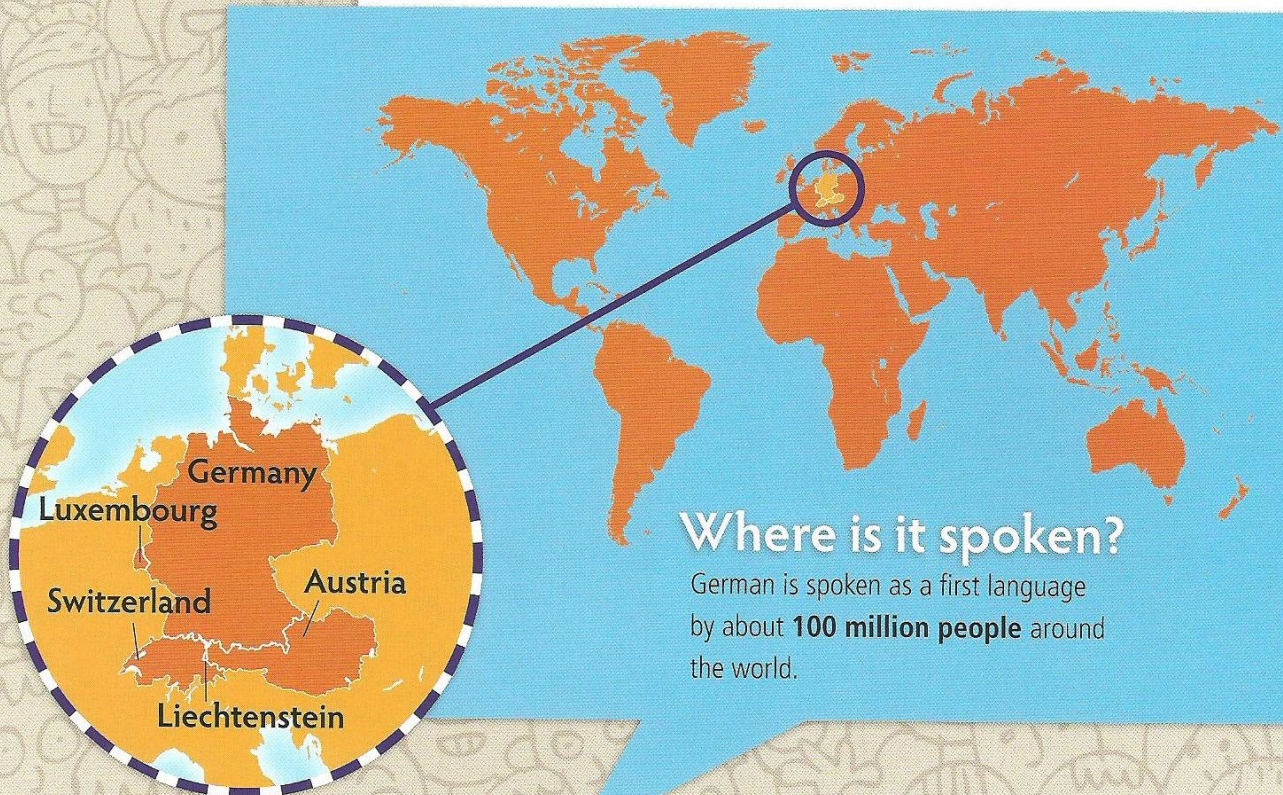 Germany
Luxembourg
Austria
Switzerland
Liechtenstein
Where is it spoken?
German is spoken as a first language
by about 100 million people around
the world.